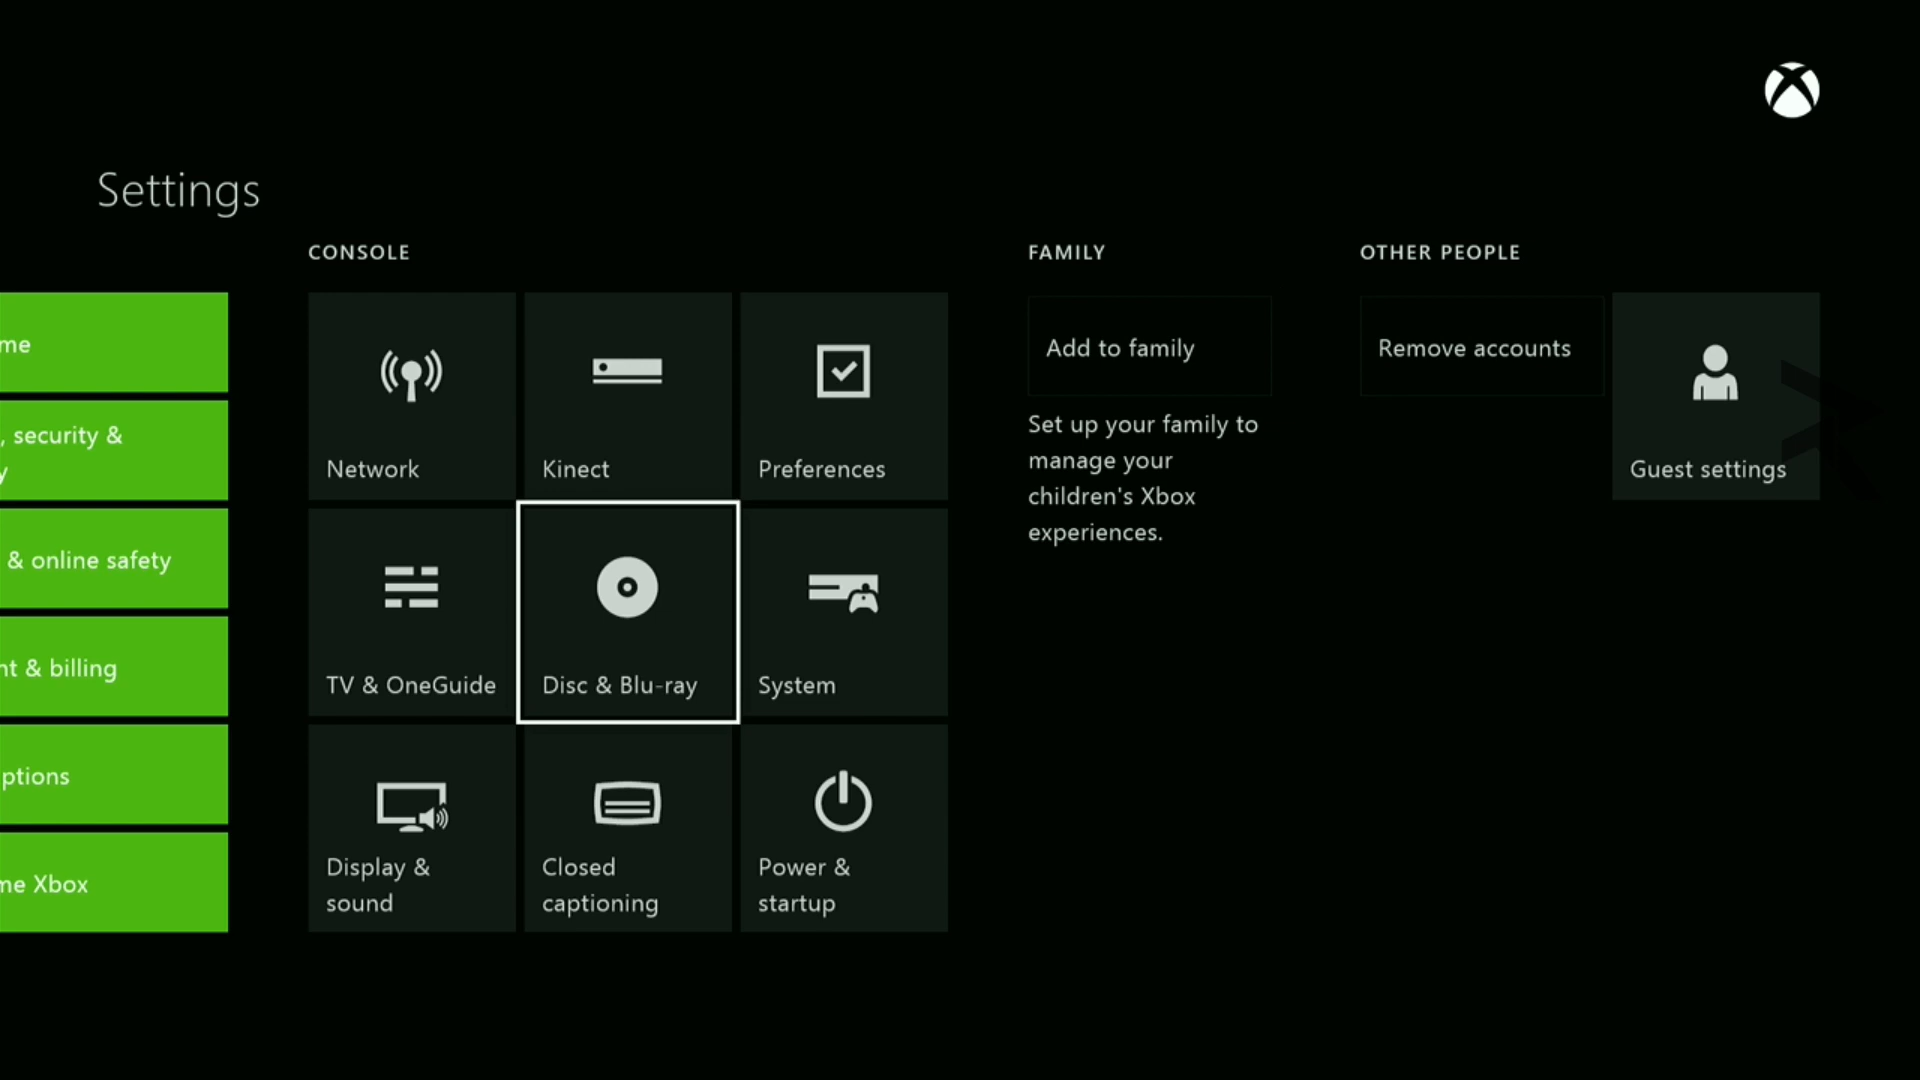 Settings
me
, security &
y
& online safety
nt & billing
ptions
me Xbox
CONSOLE
Network
Kinect
Preferences
TV & OneGuide
Disc & Blu-ray
System
Display &
sound
Closed
captioning
Power &
startup
FAMILY
Add to family
Set up your family to
manage your
children's Xbox
experiences.
OTHER PEOPLE
Remove accounts
Guest settings